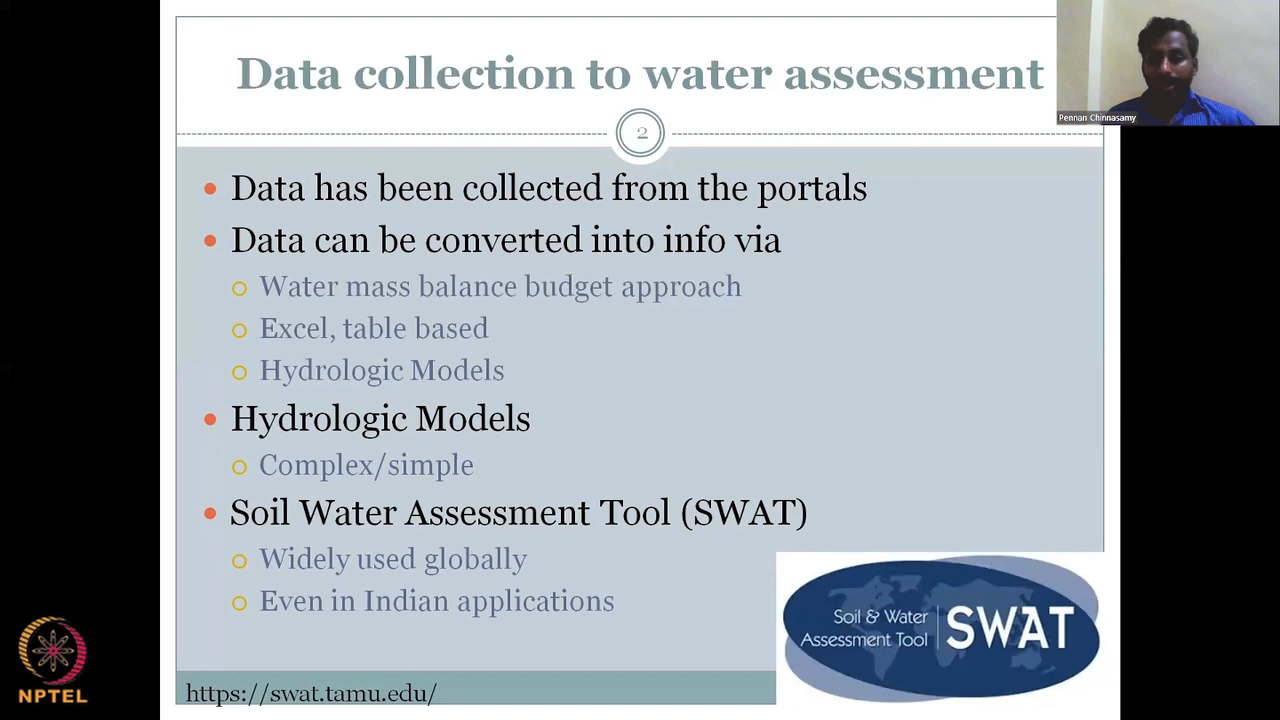 Data collection to water assessment
Pennan Chinnasamy
2
Data has been collected from the portals
Data can be converted into info via
Water mass balance budget approach
Excel, table based
Hydrologic Models
Hydrologic Models
Complex/simple
Soil Water Assessment Tool (SWAT)
Widely used globally
Even in Indian applications
Soil & Water
Assessment Tool
SWAT
NPTEL
https://swat.tamu.edu/